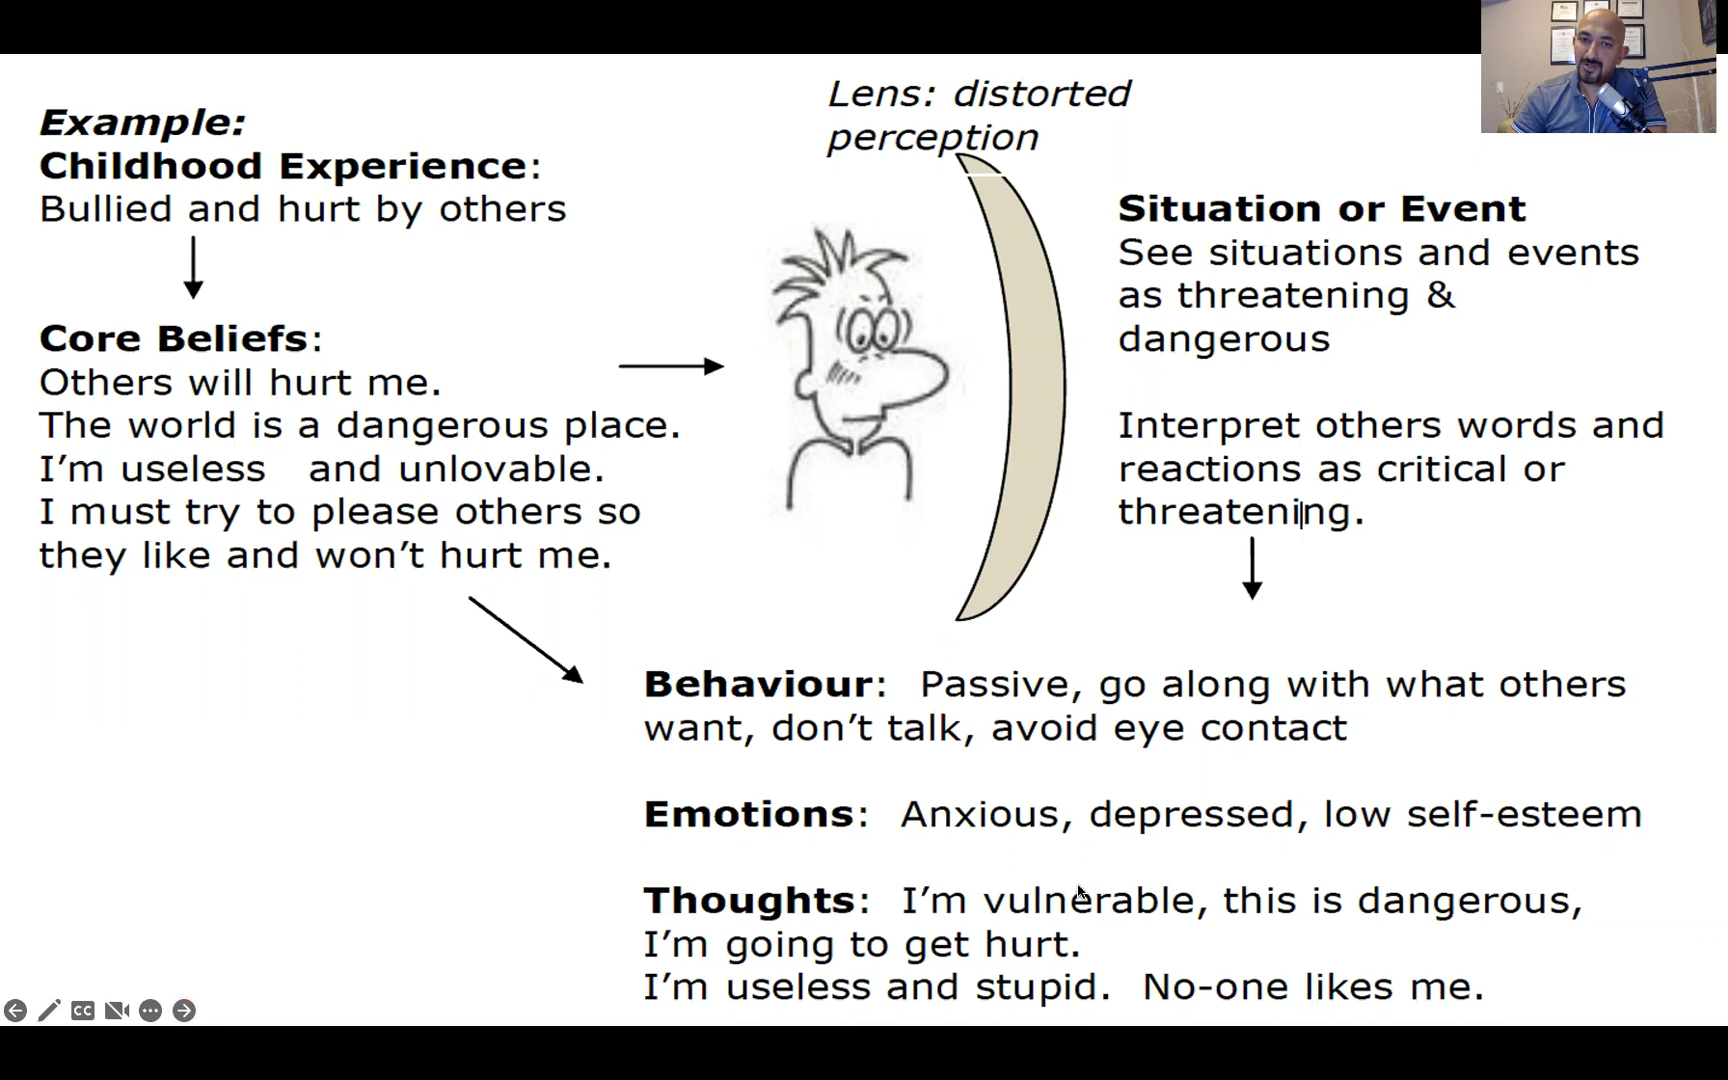 Example:
Childhood Experience:
Bullied and hurt by others
Core Beliefs:
Others will hurt me.
The world is a dangerous place.
I’m useless and unlovable.
I must try to please others so
they like and won’t hurt me.
Lens: distorted
perception
Situation or Event
See situations and events
as threatening &
dangerous
Interpret others words and
reactions as critical or
threatening.
Behaviour: Passive, go along with what others
want, don’t talk, avoid eye contact
Emotions: Anxious, depressed, low self-esteem
Thoughts: I’m vulnerable, this is dangerous,
I’m going to get hurt.
I’m useless and stupid. No-one likes me.
CC